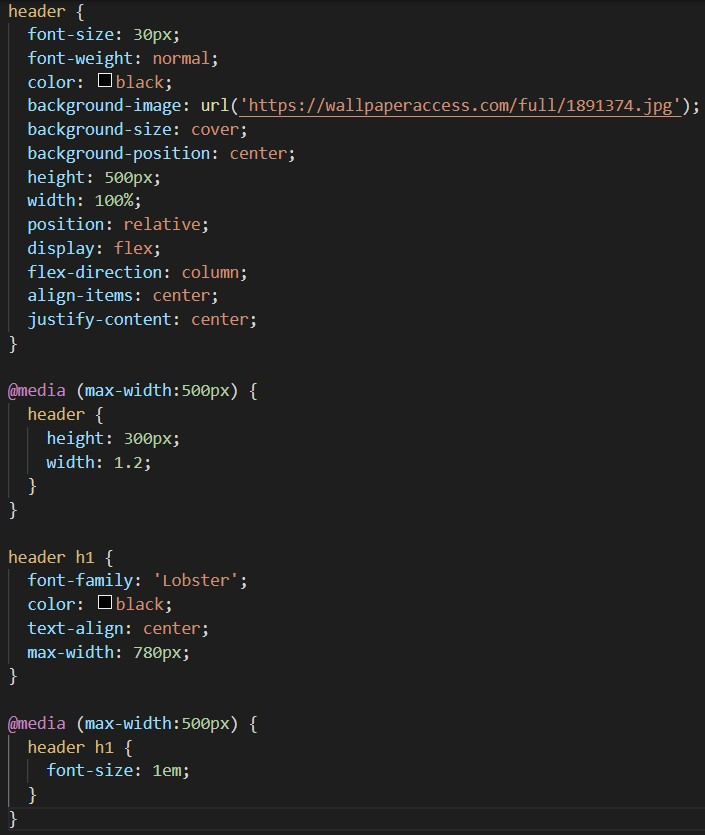 header {
  font-size: 30px;
  font-weight: normal;
  color: black;
  background-image: url('https://wallpaperaccess.com/full/1891374.jpg');
  background-size: cover;
  background-position: center;
  height: 500px;
  width: 100%;
  position: relative;
  display: flex;
  flex-direction: column;
  align-items: center;
  justify-content: center;
}

@media (max-width:500px) {
  header {
    height: 300px;
    width: 1.2;
  }
}

header h1 {
  font-family: 'Lobster';
  color: black;
  text-align: center;
  max-width: 780px;
}

@media (max-width:500px) {
  header h1 {
    font-size: 1em;
  }
}